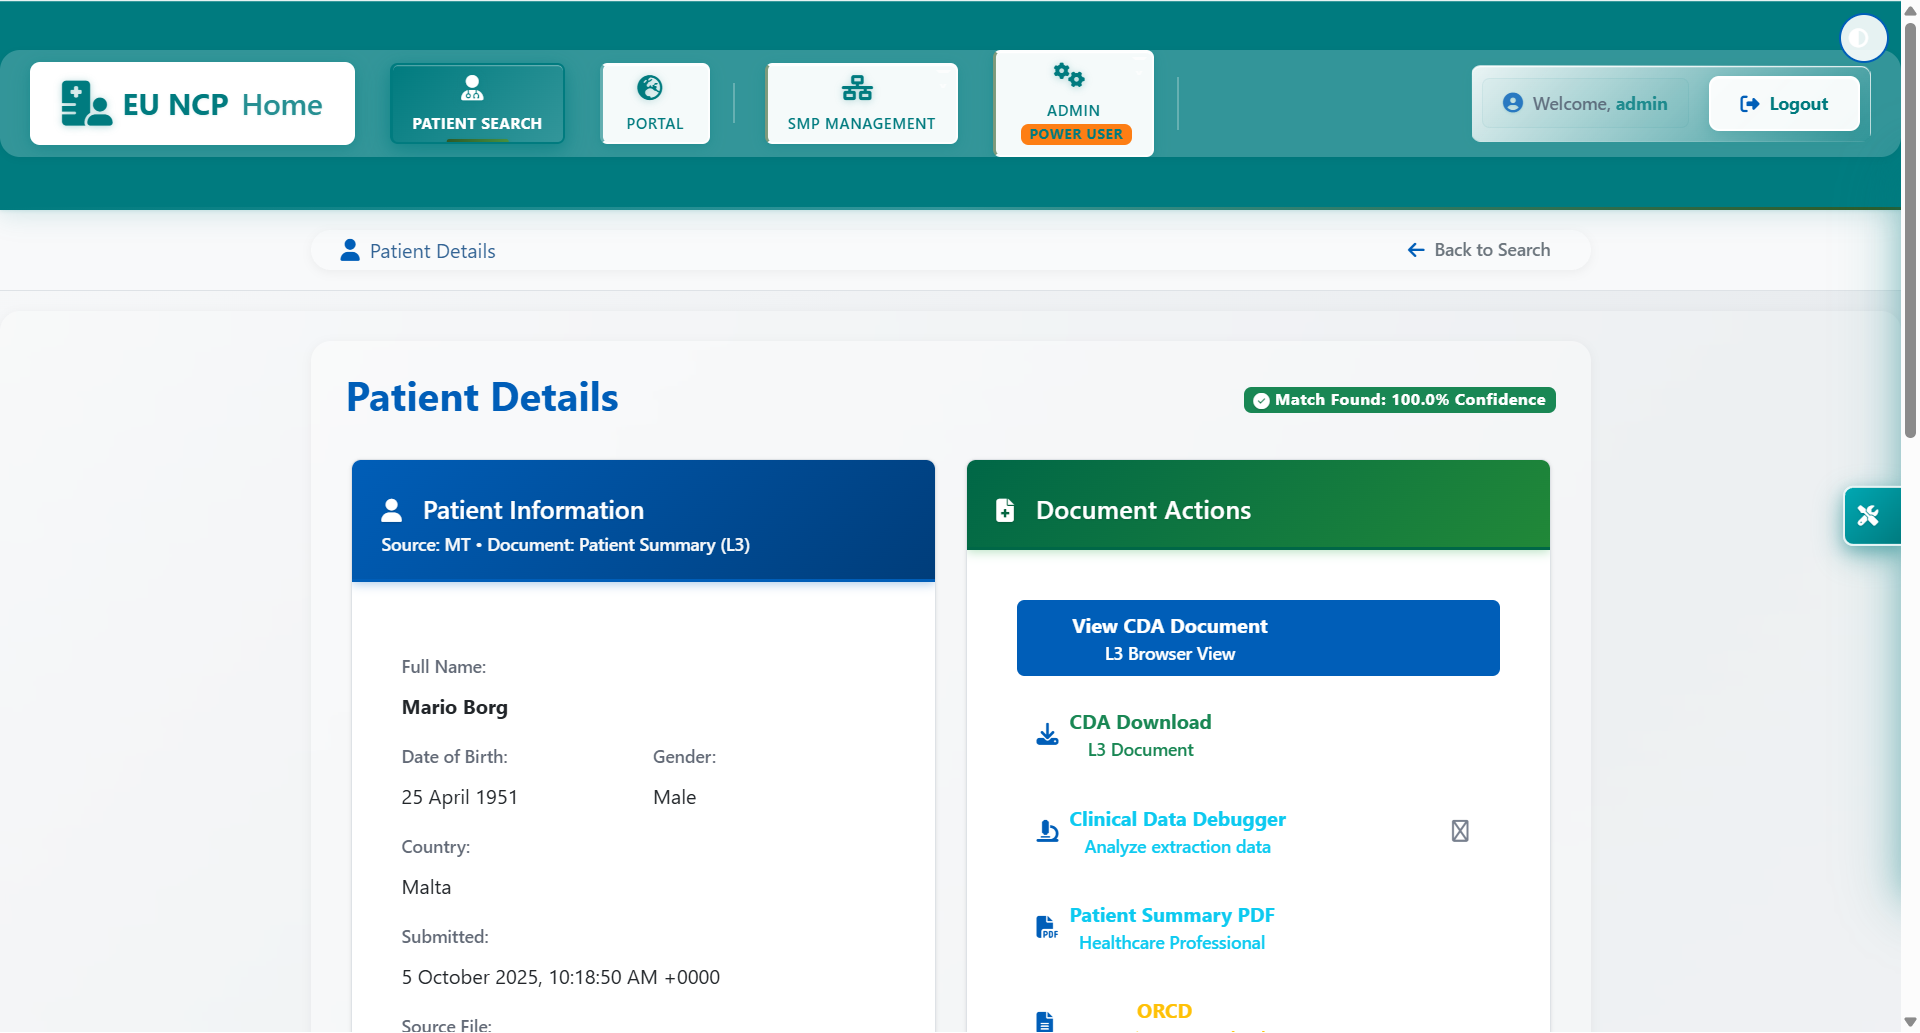 EU NCP Home
PATIENT SEARCH
PORTAL
SMP MANAGEMENT
ADMIN
POWER USER
Welcome, admin
Logout
Patient Details
Back to Search
Patient Details
Match Found: 100.0% Confidence
Patient Information
Source: MT • Document: Patient Summary (L3)
Full Name:
Mario Borg
Date of Birth:
Gender:
25 April 1951
Male
Country:
Malta
Submitted:
5 October 2025, 10:18:50 AM +0000
Source File:
Document Actions
View CDA Document
L3 Browser View
CDA Download
L3 Document
Clinical Data Debugger
Analyze extraction data
PDF
Patient Summary PDF
Healthcare Professional
ORCD